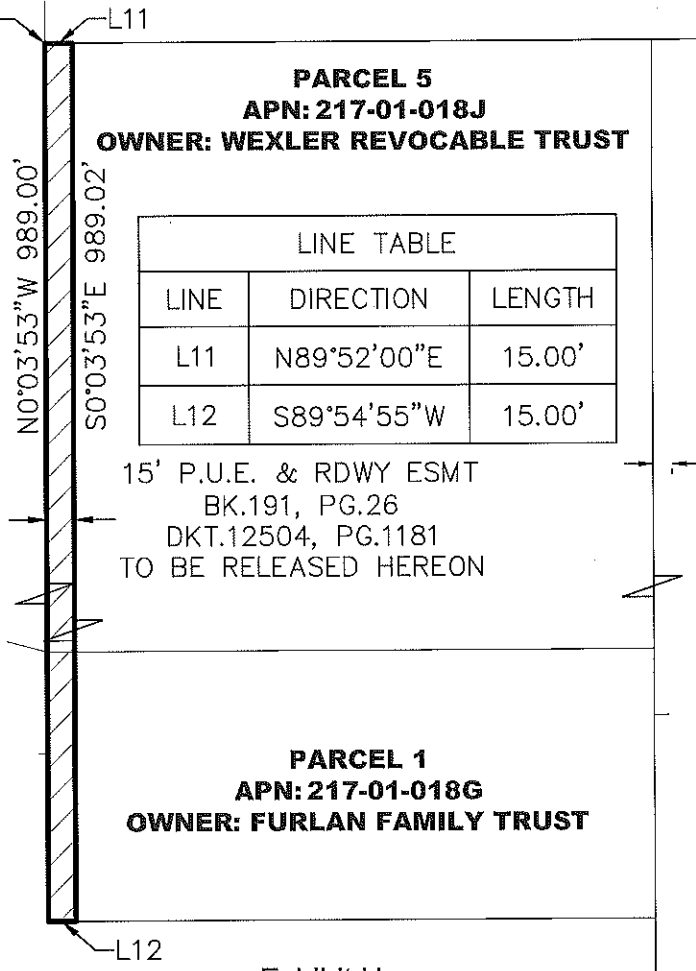 L11
PARCEL 5
APN: 217-01-018J
OWNER: WEXLER REVOCABLE TRUST
N0°03'53"W 989.00'
S0°03'53"E 989.02'
LINE TABLE
LINE DIRECTION LENGTH
L11 N89°52'00"E 15.00'
L12 S89°54'55"W 15.00'
15' P.U.E. & RDWY ESMT
BK.191, PG.26
DKT.12504, PG.1181
TO BE RELEASED HEREON
PARCEL 1
APN: 217-01-018G
OWNER: FURLAN FAMILY TRUST
L12